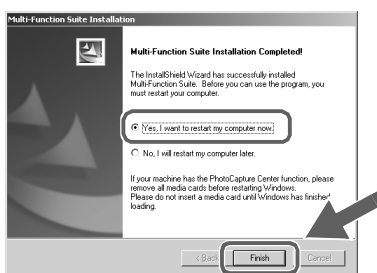 Multi-Function Suite Installation
Multi-Function Suite Installation Completed!
The InstallShield Wizard has successfully installed
Multi-Function Suite. Before you can use the program, you
must restart your computer.
Yes, I want to restart my computer now.
No, I will restart my computer later.
If your machine has the PhotoCapture Center function, please
remove all media cards before restarting Windows.
Please do not insert a media card until Windows has finished
loading.
< Back
Finish
Cancel